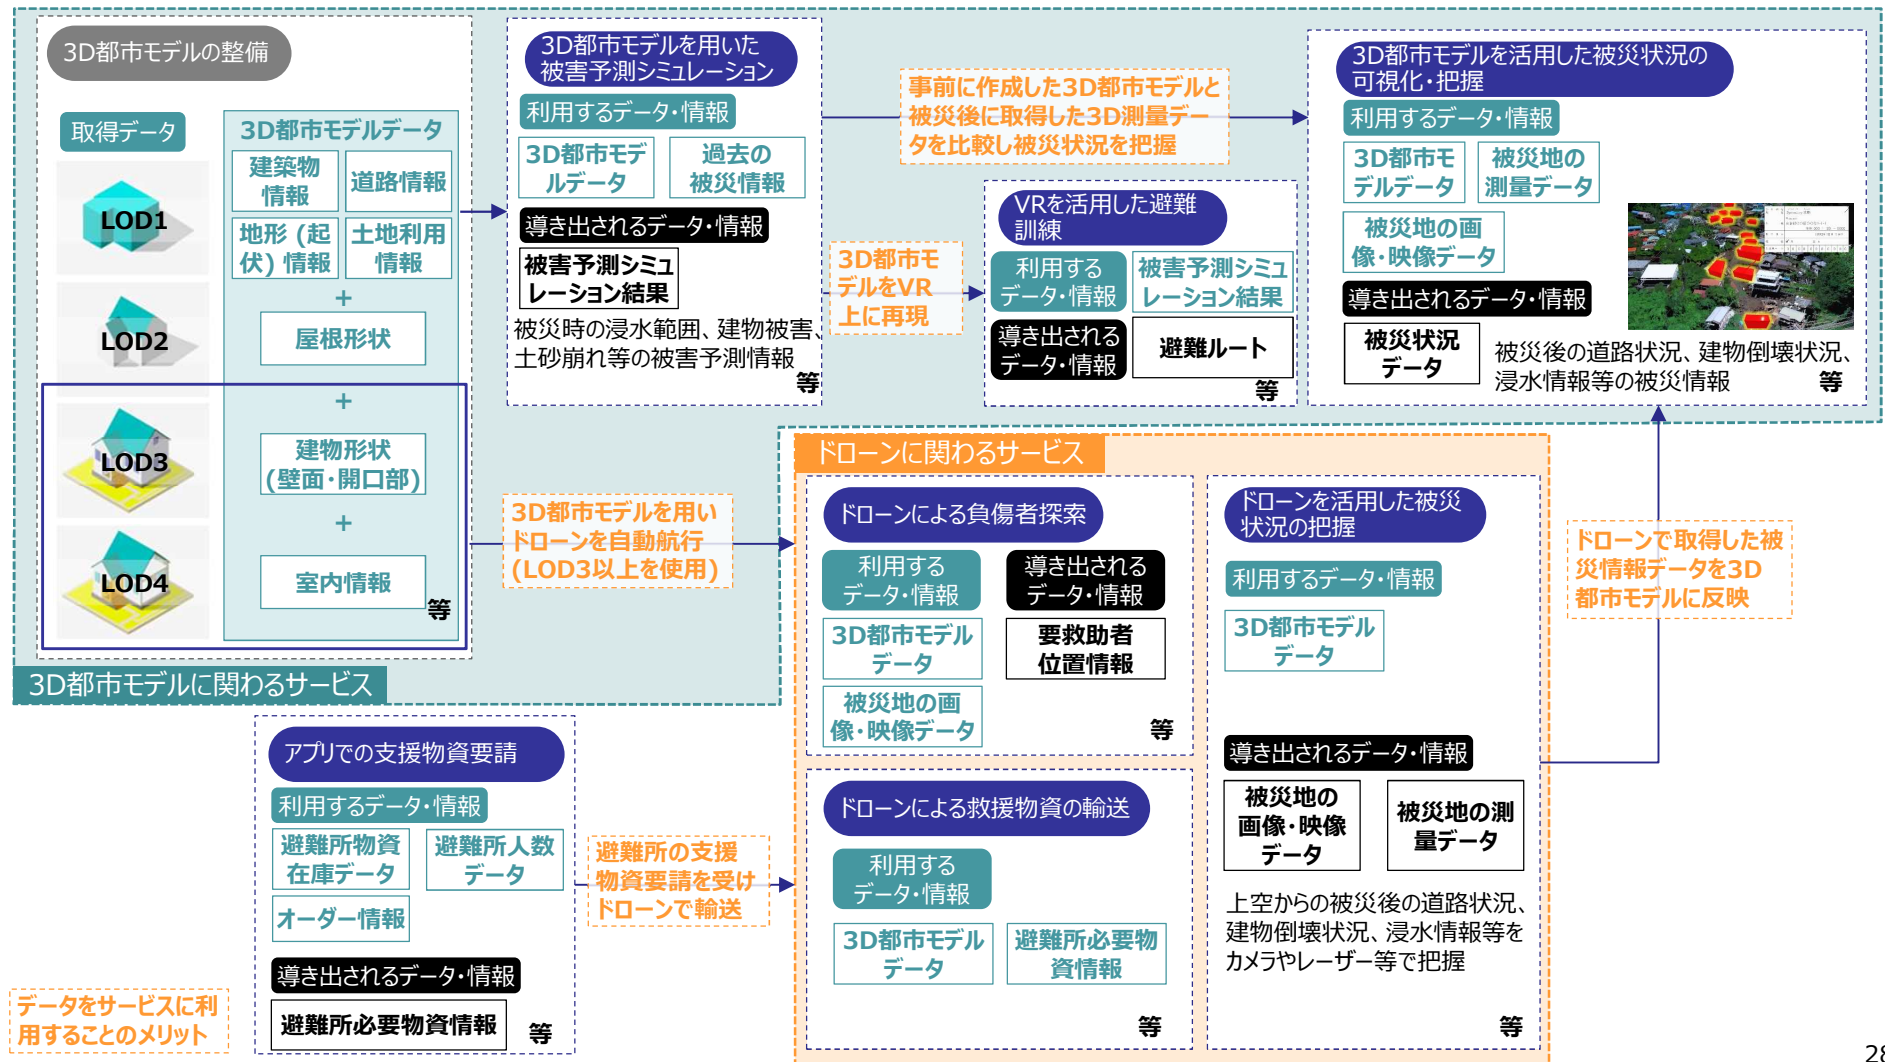 3D都市モデルの整備
取得データ
LOD1
LOD2
LOD3
LOD4
3D都市モデルデータ
建築物
情報
道路情報
地形 (起
伏) 情報
土地利用
情報
+
屋根形状
+
建物形状
(壁面・開口部)
+
室内情報
等
3D都市モデルに関わるサービス
3D都市モデルを用いた
被害予測シミュレーション
利用するデータ・情報
3D都市モデ
ルデータ
過去の
被災情報
導き出されるデータ・情報
被害予測シミュ
レーション結果
被災時の浸水範囲、建物被害、
土砂崩れ等の被害予測情報
等
事前に作成した3D都市モデルと
被災後に取得した3D測量デー
タを比較し被災状況を把握
3D都市モ
デルをVR
上に再現
VRを活用した避難
訓練
利用する
データ・情報
被害予測シミュ
レーション結果
導き出される
データ・情報
避難ルート
等
3D都市モデルを活用した被災状況の
可視化・把握
利用するデータ・情報
3D都市モ
デルデータ
被災地の
測量データ
被災地の画
像・映像データ
導き出されるデータ・情報
被災状況
データ
被災後の道路状況、建物倒壊状況、
浸水情報等の被災情報
等
3D都市モデルを用い
ドローンを自動航行
(LOD3以上を使用)
ドローンに関わるサービス
ドローンによる負傷者探索
利用する
データ・情報
導き出される
データ・情報
3D都市モデル
データ
要救助者
位置情報
被災地の画
像・映像データ
等
ドローンによる救援物資の輸送
利用する
データ・情報
3D都市モデル
データ
避難所必要物
資情報
等
ドローンを活用した被災
状況の把握
利用するデータ・情報
3D都市モデル
データ
導き出されるデータ・情報
被災地の
画像・映像
データ
被災地の測
量データ
上空からの被災後の道路状況、
建物倒壊状況、浸水情報等を
カメラやレーザー等で把握
等
ドローンで取得した被
災情報データを3D
都市モデルに反映
アプリでの支援物資要請
利用するデータ・情報
避難所物資
在庫データ
避難所人数
データ
オーダー情報
導き出されるデータ・情報
避難所必要物資情報
等
避難所の支援
物資要請を受け
ドローンで輸送
データをサービスに利
用することのメリット
28